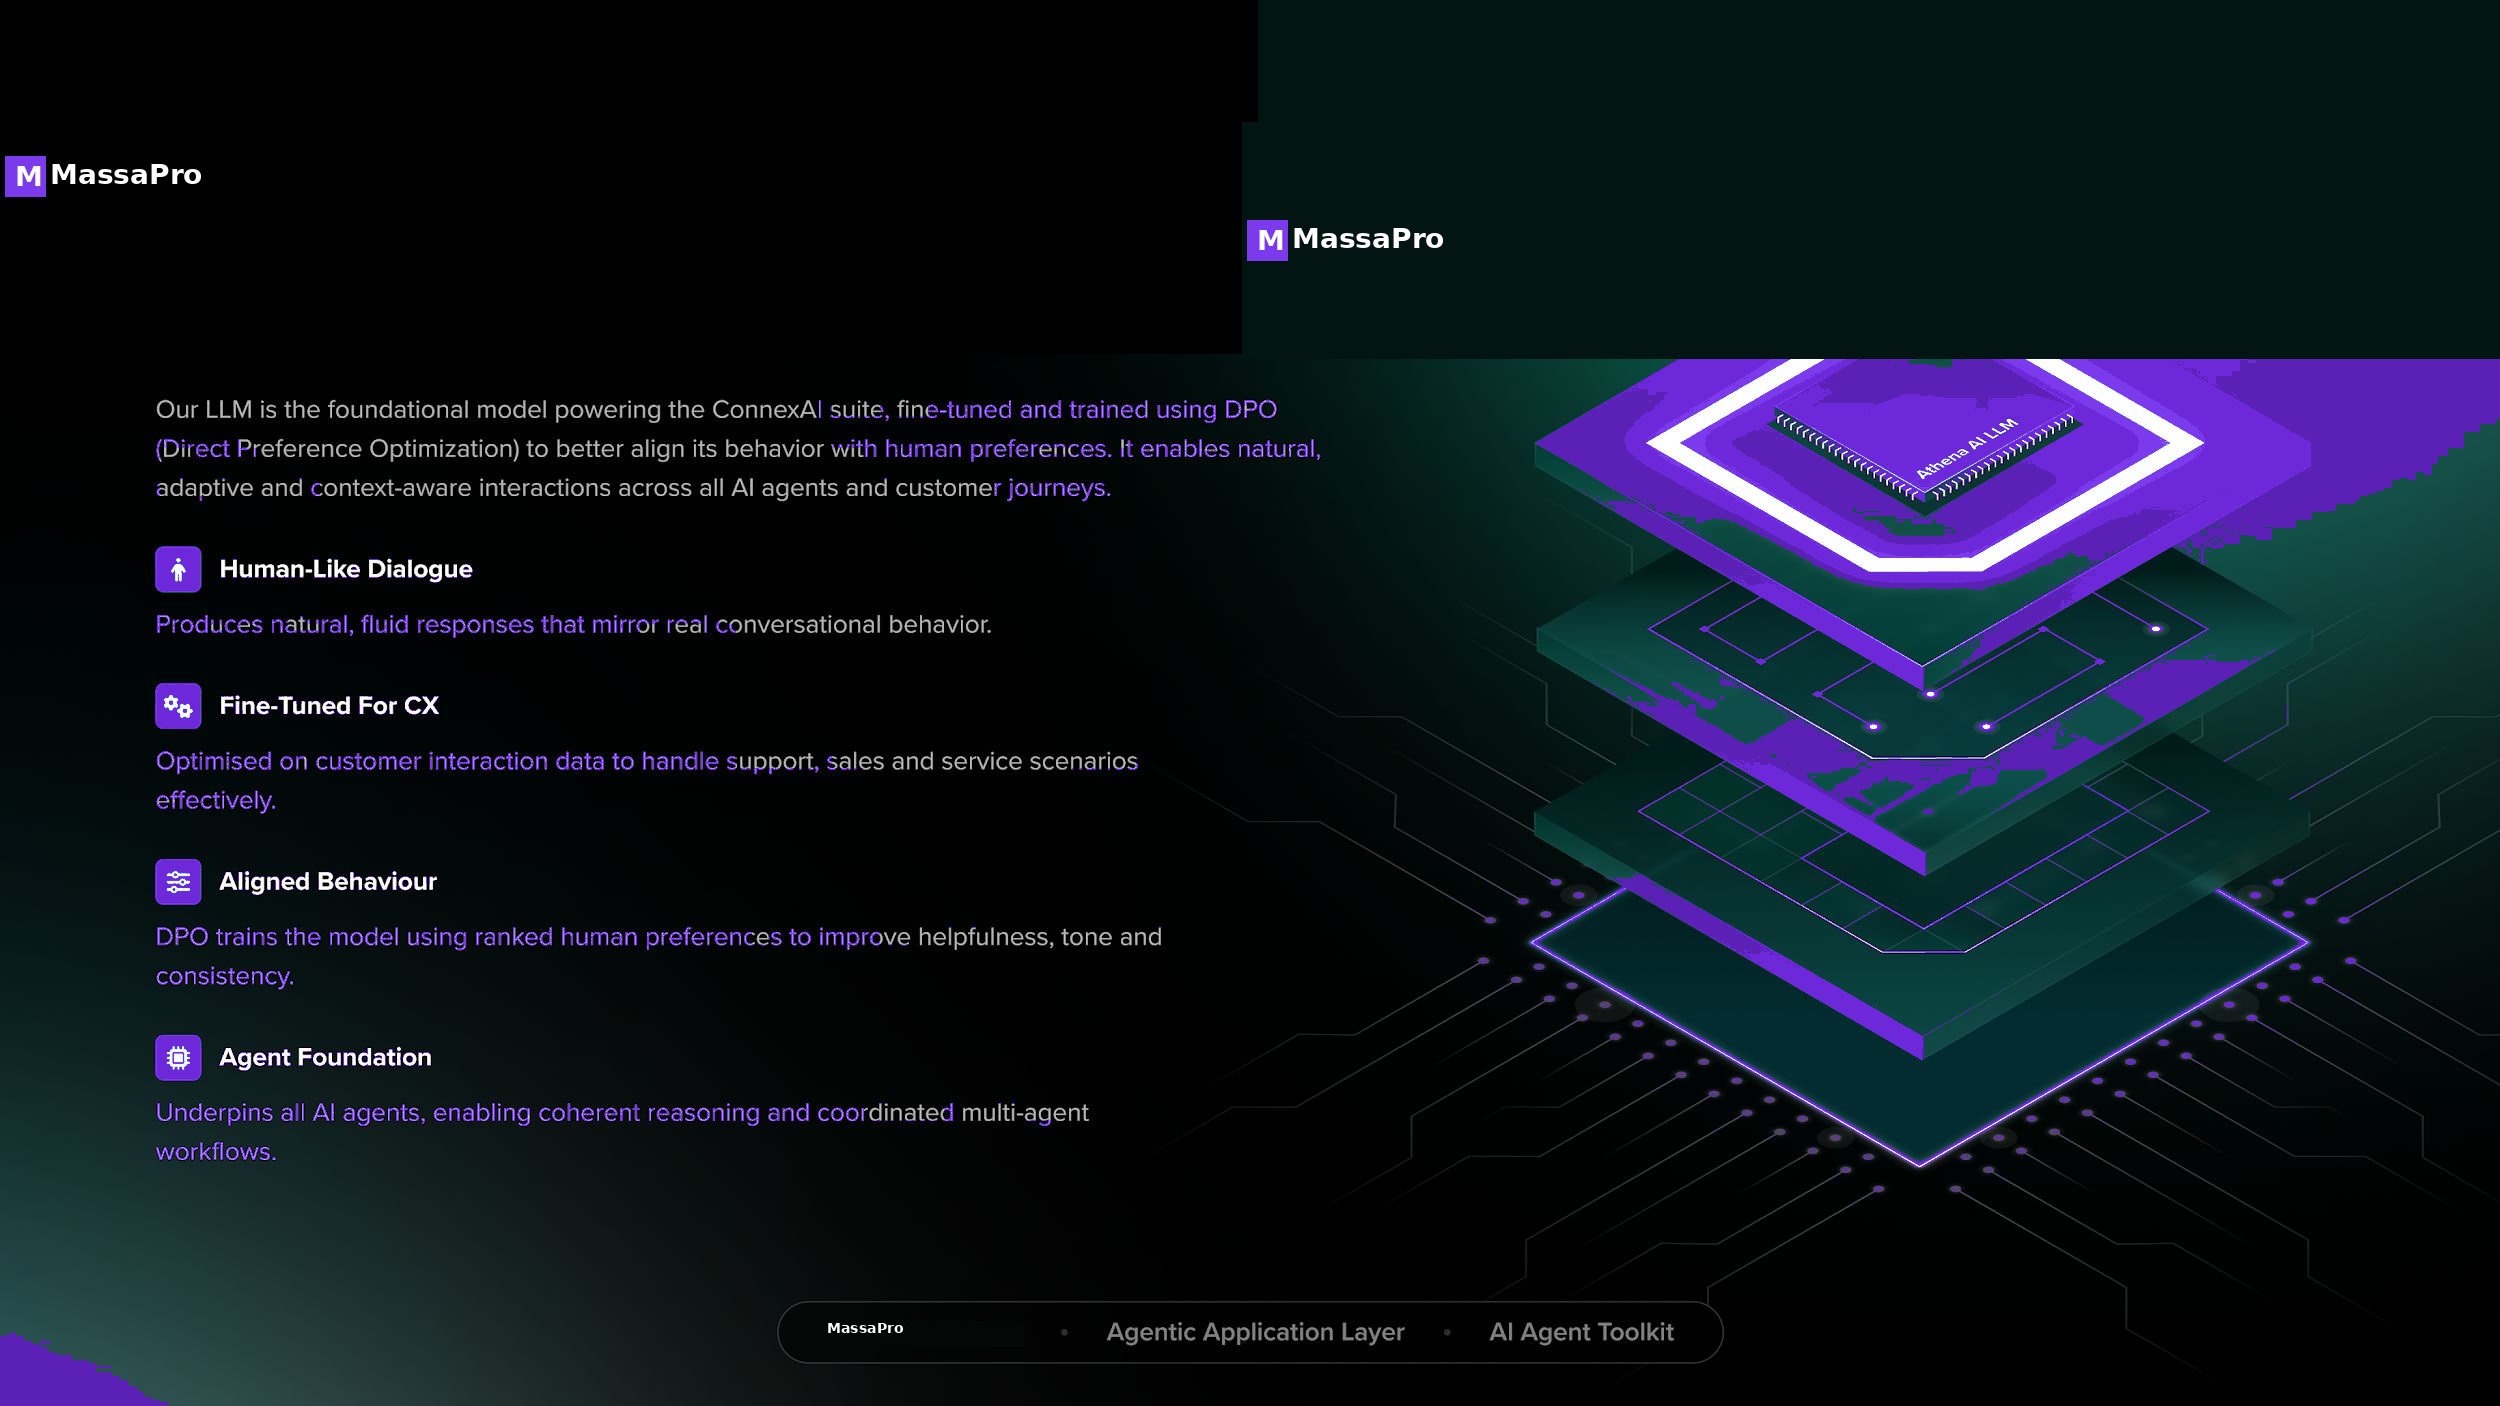 M MassaPro
M MassaPro
Our LLM is the foundational model powering the ConnexAI suite, fine-tuned and trained using DPO
(Direct Preference Optimization) to better align its behavior with human preferences. It enables natural,
adaptive and context-aware interactions across all AI agents and customer journeys.
Human-Like Dialogue
Produces natural, fluid responses that mirror real conversational behavior.
Fine-Tuned For CX
Optimised on customer interaction data to handle support, sales and service scenarios
effectively.
Aligned Behaviour
DPO trains the model using ranked human preferences to improve helpfulness, tone and
consistency.
Agent Foundation
Underpins all AI agents, enabling coherent reasoning and coordinated multi-agent
workflows.
Athena AI LLM
MassaPro • Agentic Application Layer • AI Agent Toolkit